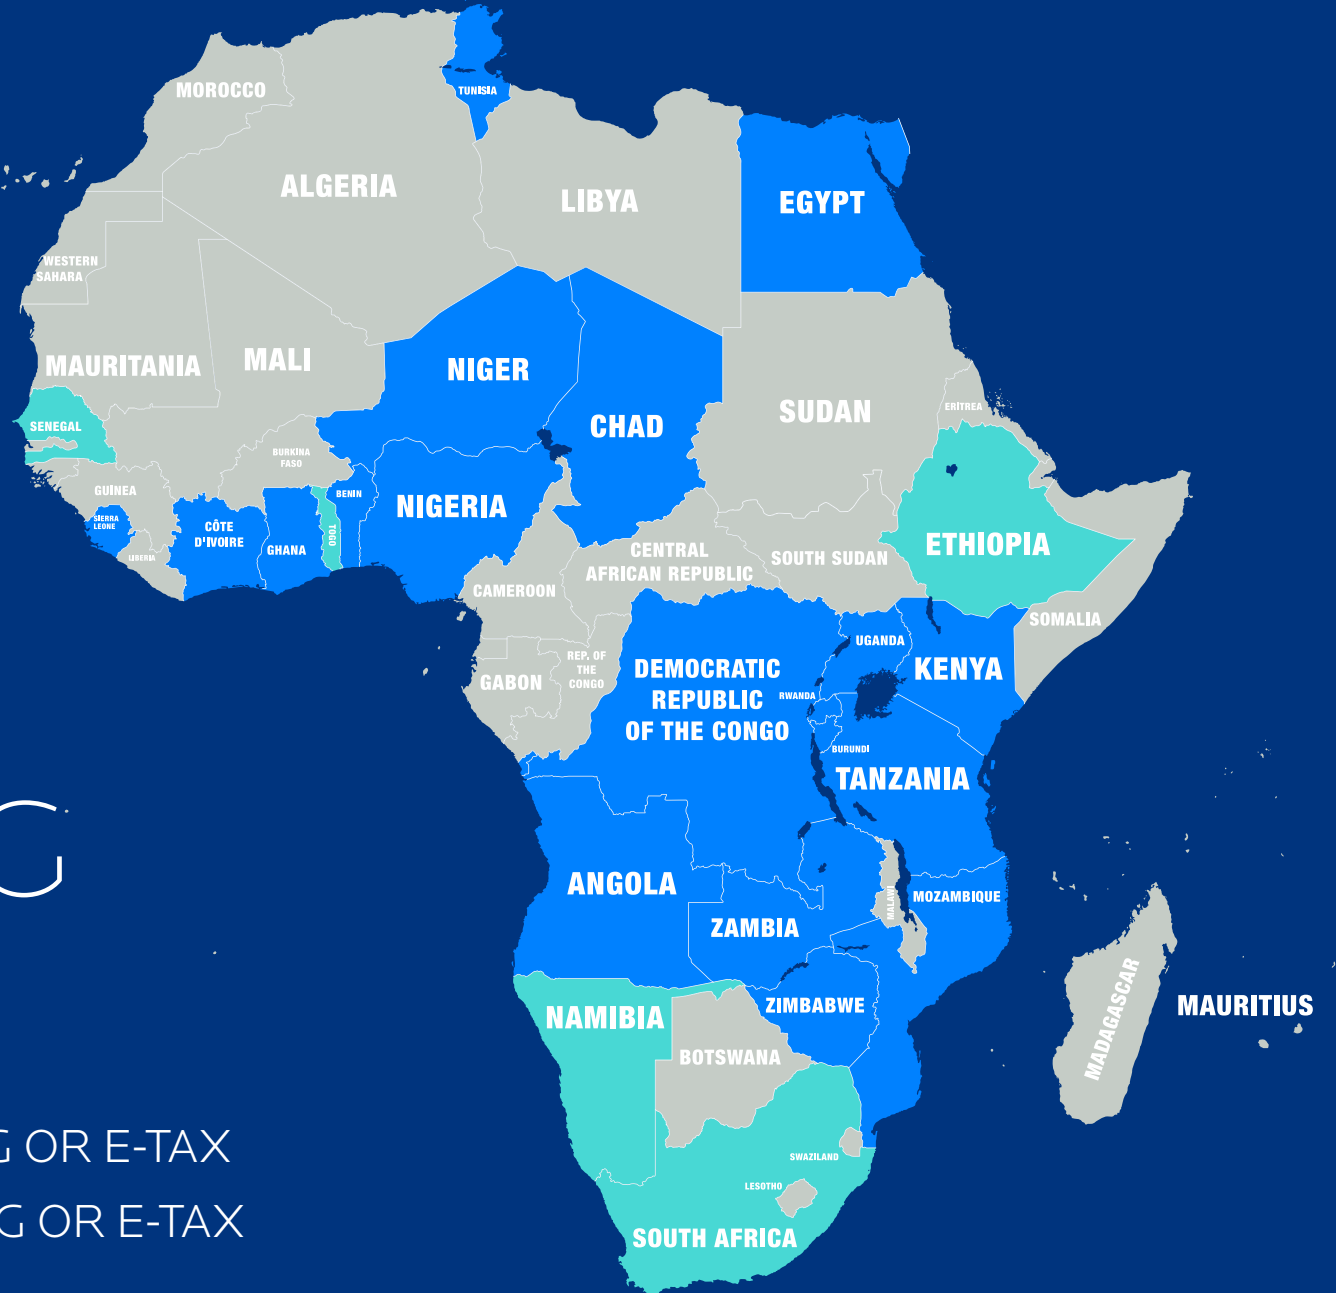 MOROCCO
TUNISIA
ALGERIA
LIBYA
EGYPT
WESTERN
SAHARA
MAURITANIA
MALI
NIGER
CHAD
SUDAN
ERITREA
SENEGAL
BURKINA
FASO
GUINEA
BENIN
NIGERIA
SIERRA
LEONE
CÔTE
D'IVOIRE
GHANA
TOGO
LIBERIA
CENTRAL
AFRICAN REPUBLIC
SOUTH SUDAN
ETHIOPIA
CAMEROON
SOMALIA
UGANDA
KENYA
REP. OF
THE
CONGO
GABON
DEMOCRATIC
REPUBLIC
OF THE CONGO
RWANDA
BURUNDI
TANZANIA
G
ANGOLA
ZAMBIA
MALAWI
MOZAMBIQUE
ZIMBABWE
NAMIBIA
BOTSWANA
MADAGASCAR
MAURITIUS
SWAZILAND
LESOTHO
SOUTH AFRICA
G OR E-TAX
G OR E-TAX